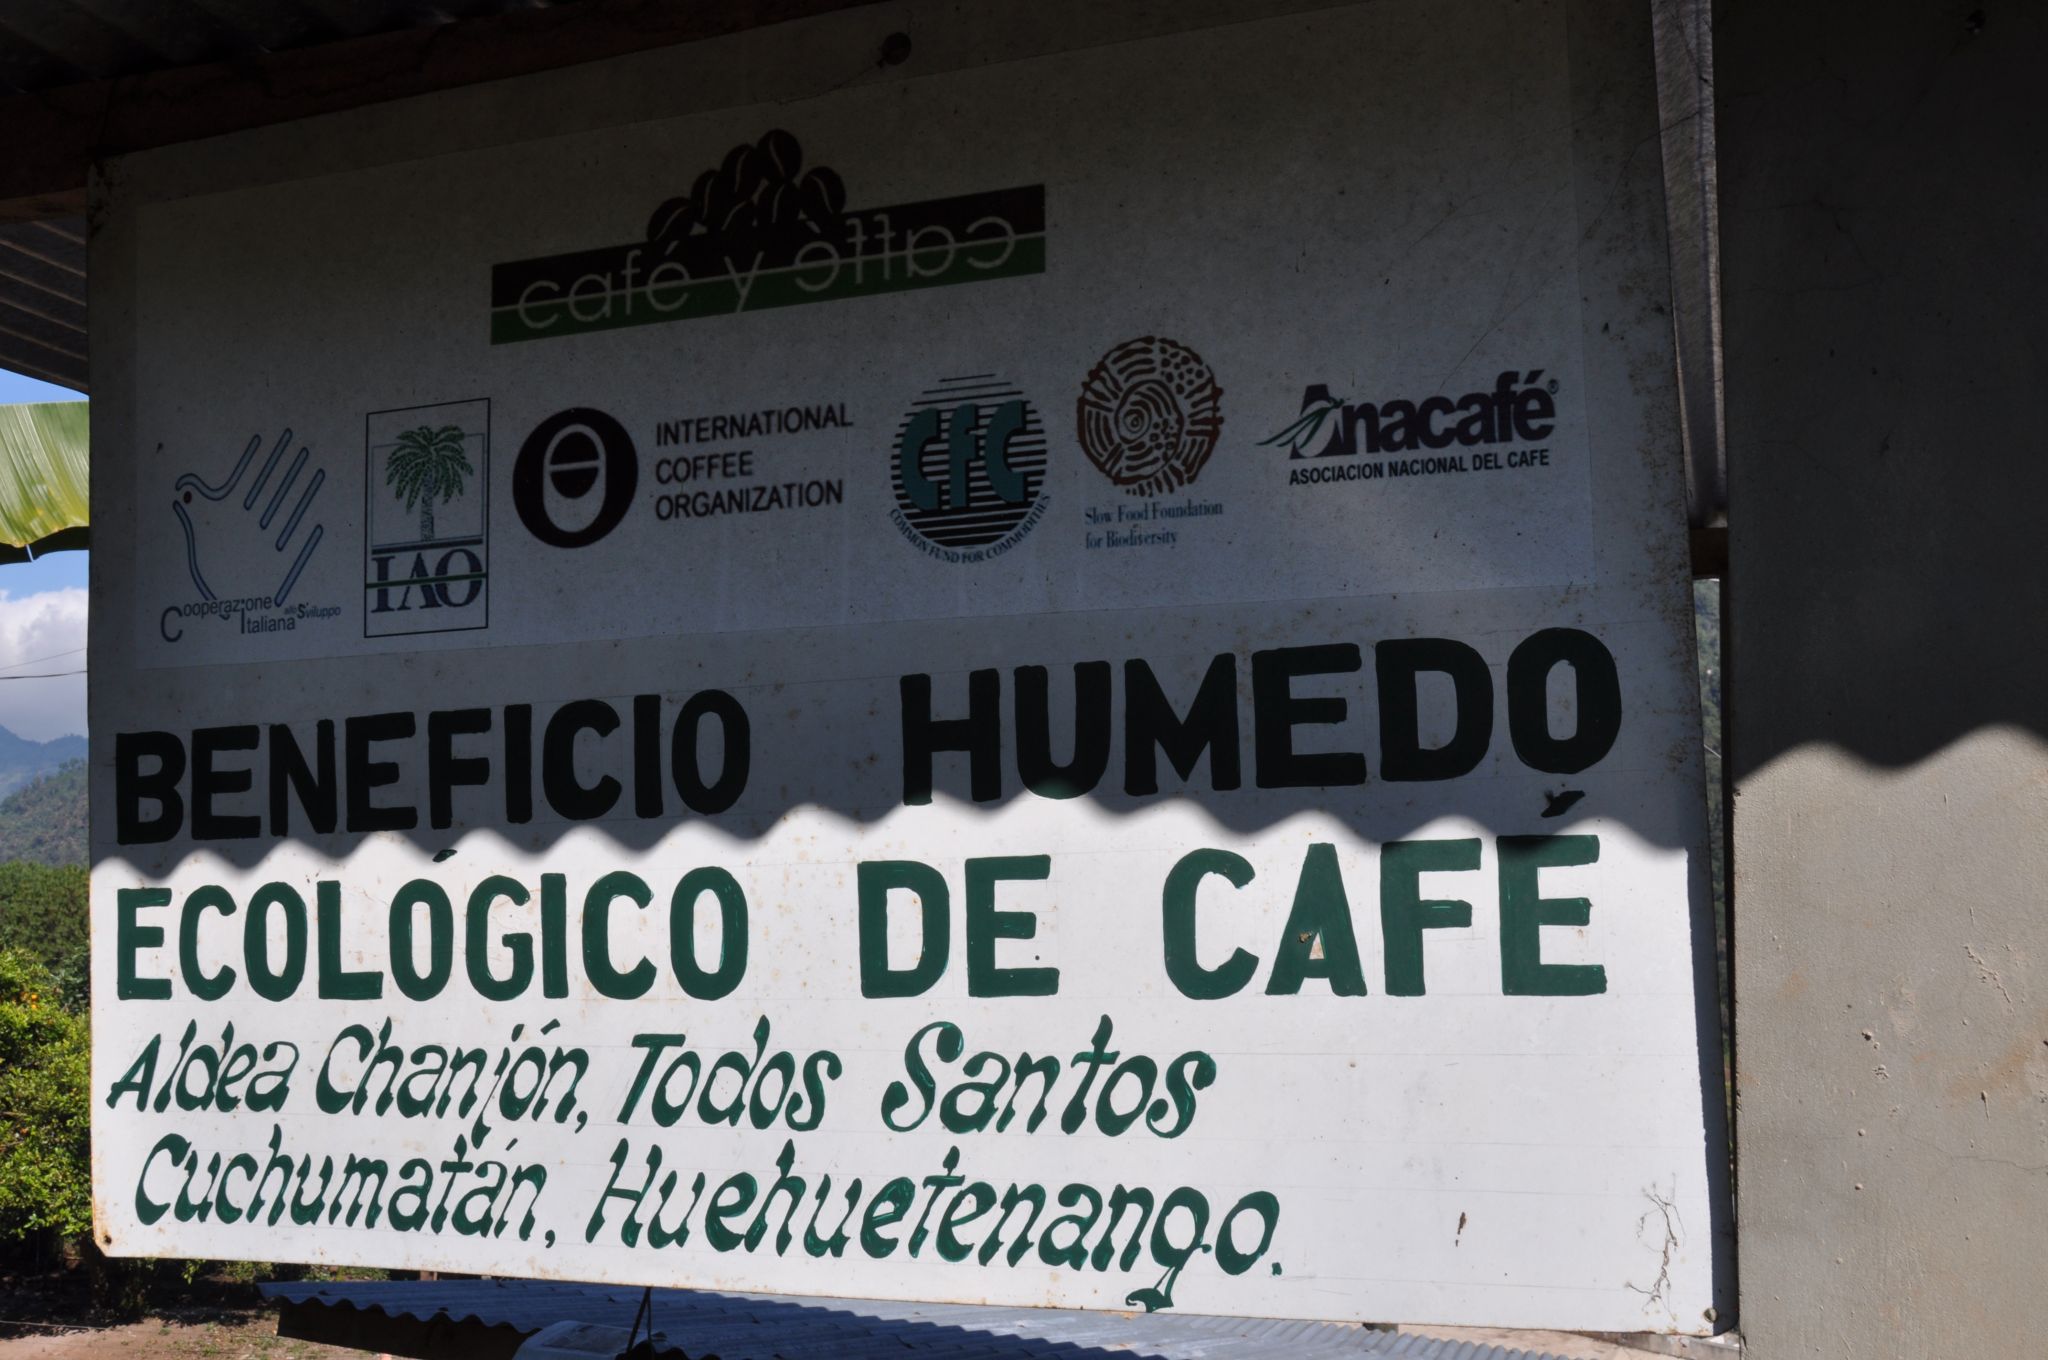 café y caffè
Cooperazione
Italiana allo Sviluppo
IAO
INTERNATIONAL
COFFEE
ORGANIZATION
CFC
COMMON FUND FOR COMMODITIES
Slow Food Foundation
for Biodiversity
Anacafé®
ASOCIACION NACIONAL DEL CAFE
BENEFICIO HUMEDO
ECOLÓGICO DE CAFÉ
Aldea Chanjón, Todos Santos
Cuchumatán, Huehuetenango.